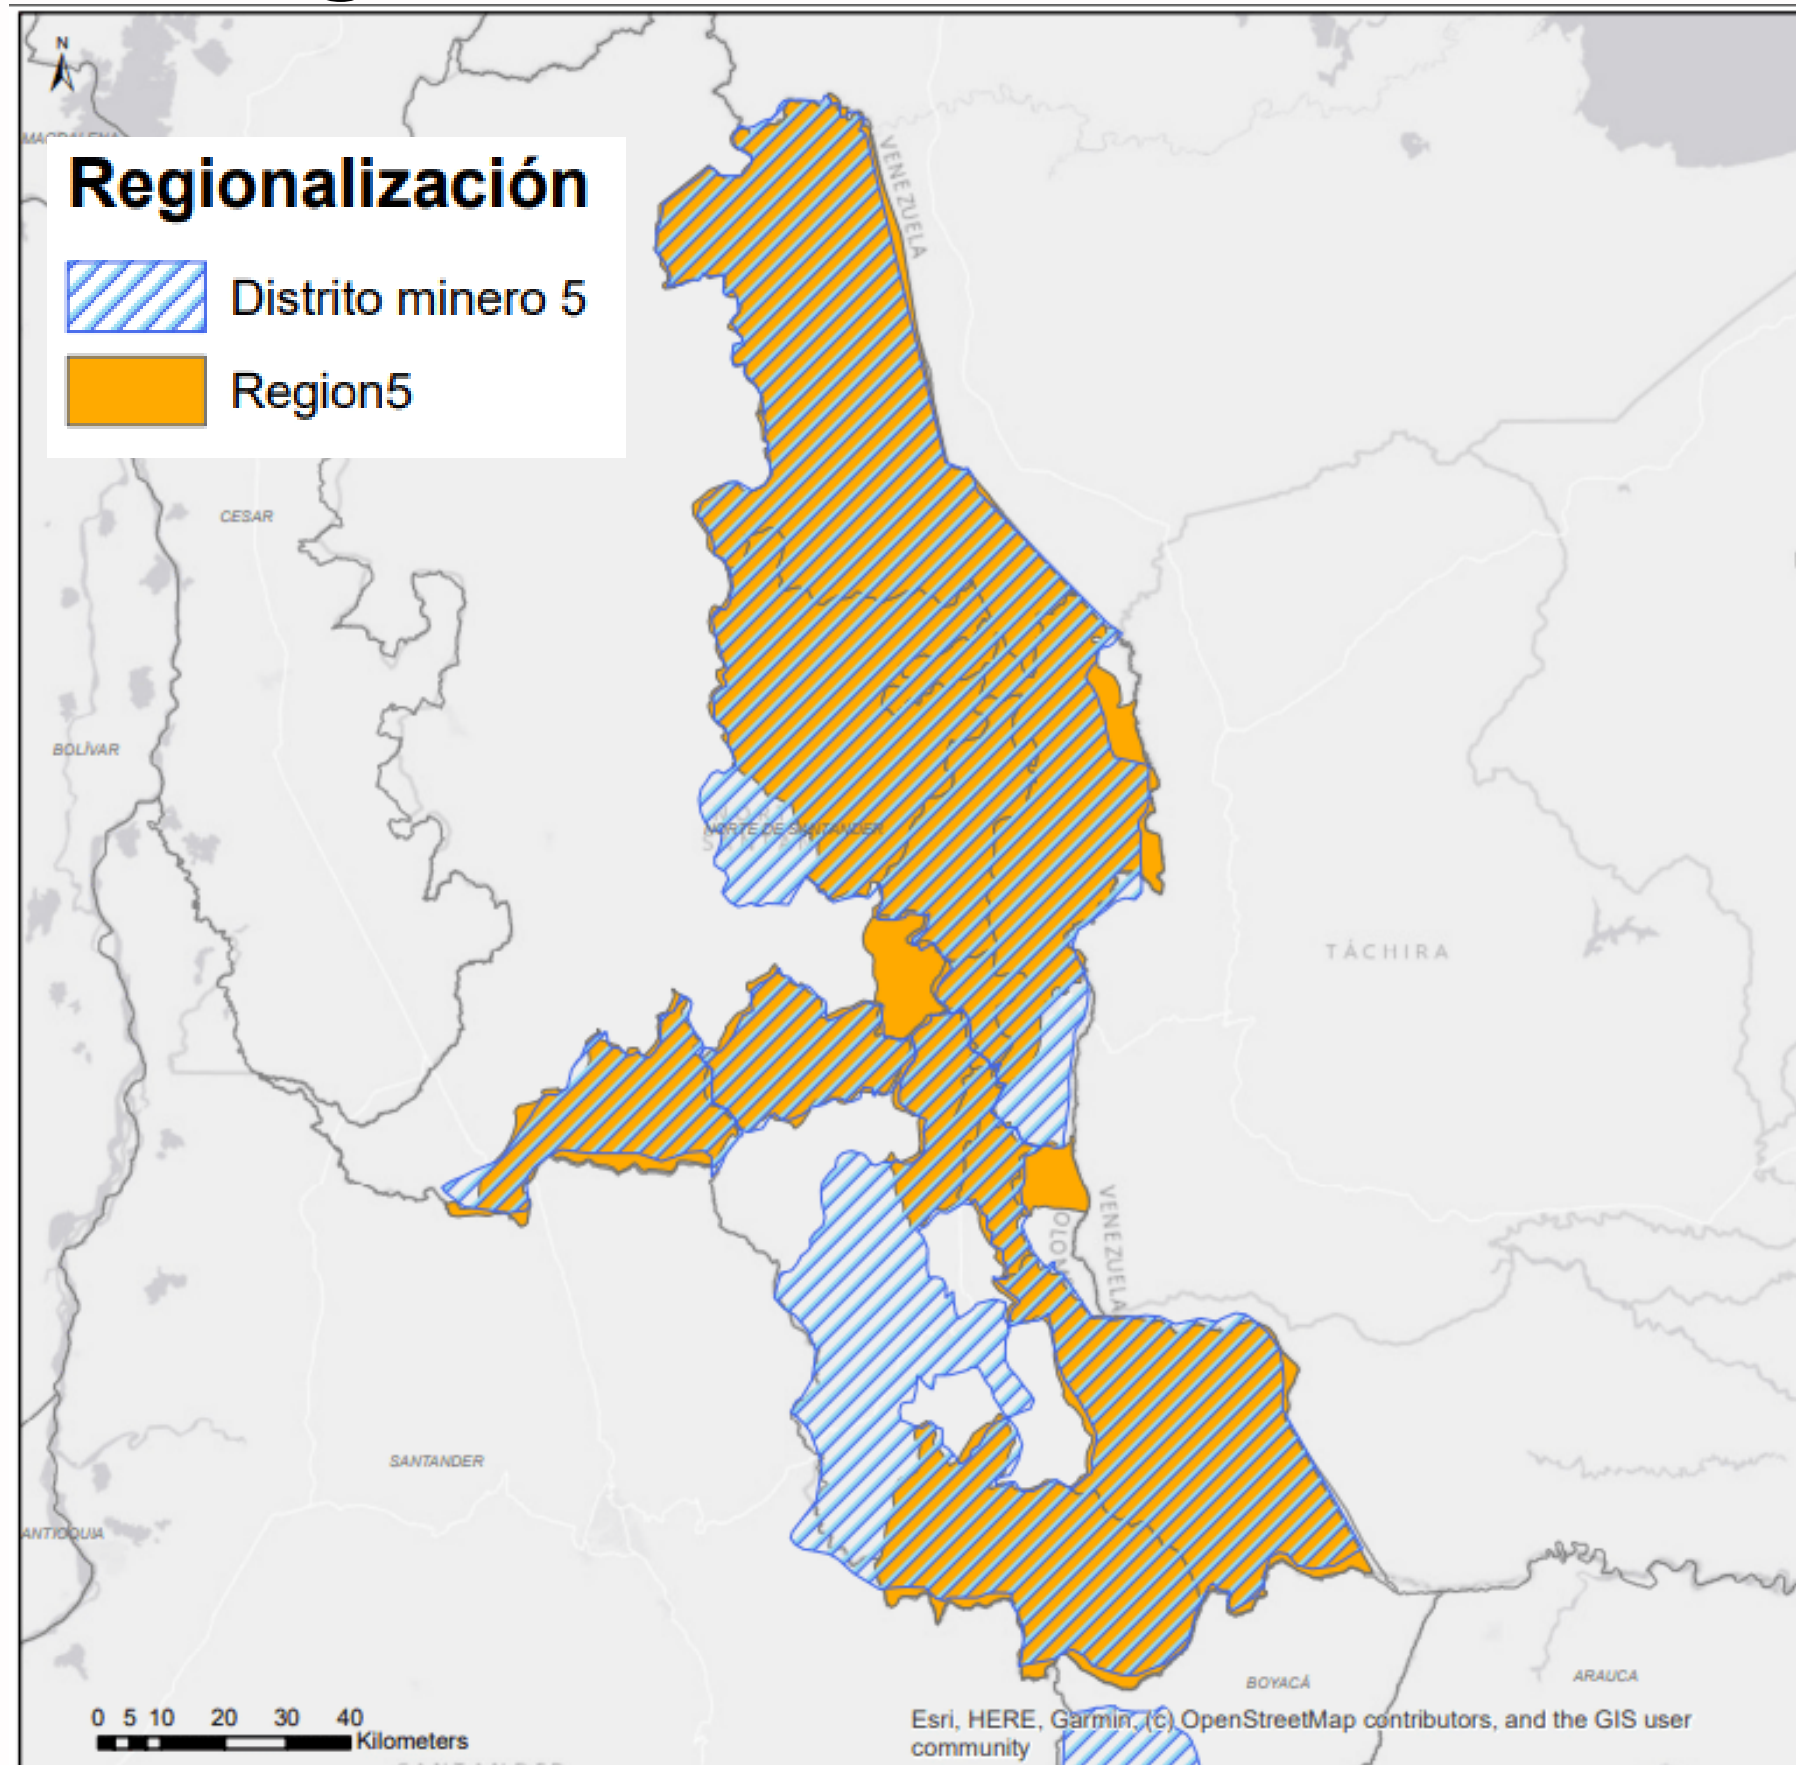 N
VENEZUELA
Regionalización
Distrito minero 5
Region5
CESAR
BOLÍVAR
NORTE DE SANTANDER
TÁCHIRA
VENEZUELA
SANTANDER
ANTIOQUIA
BOYACÁ
ARAUCA
0 5 10 20 30 40
Kilometers
Esri, HERE, Garmin, (c) OpenStreetMap contributors, and the GIS user
community